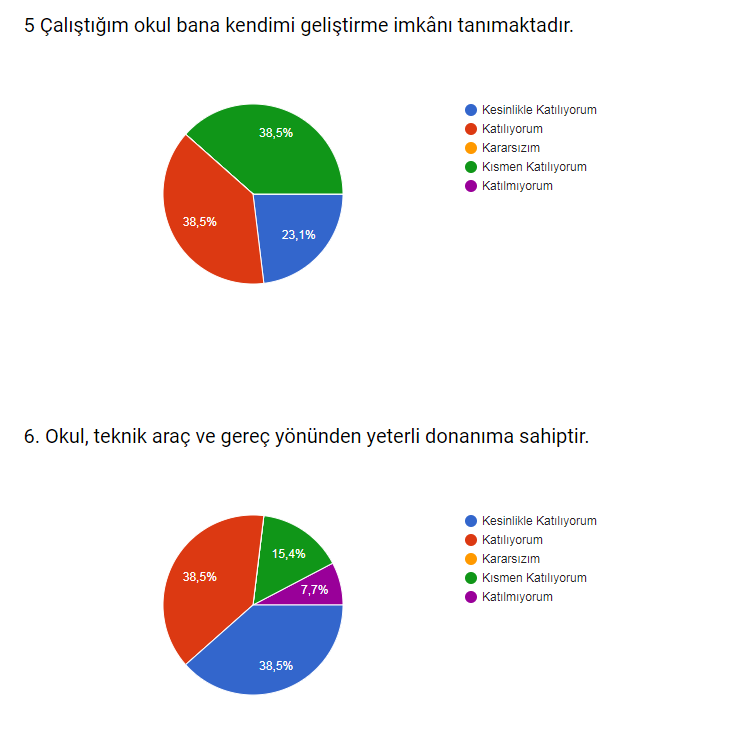 5 Çalıştığım okul bana kendimi geliştirme imkânı tanımaktadır.
38,5%
38,5%
23,1%
Kesinlikle Katılıyorum
Katılıyorum
Kararsızım
Kısmen Katılıyorum
Katılmıyorum
6. Okul, teknik araç ve gereç yönünden yeterli donanıma sahiptir.
15,4%
38,5%
7,7%
38,5%
Kesinlikle Katılıyorum
Katılıyorum
Kararsızım
Kısmen Katılıyorum
Katılmıyorum